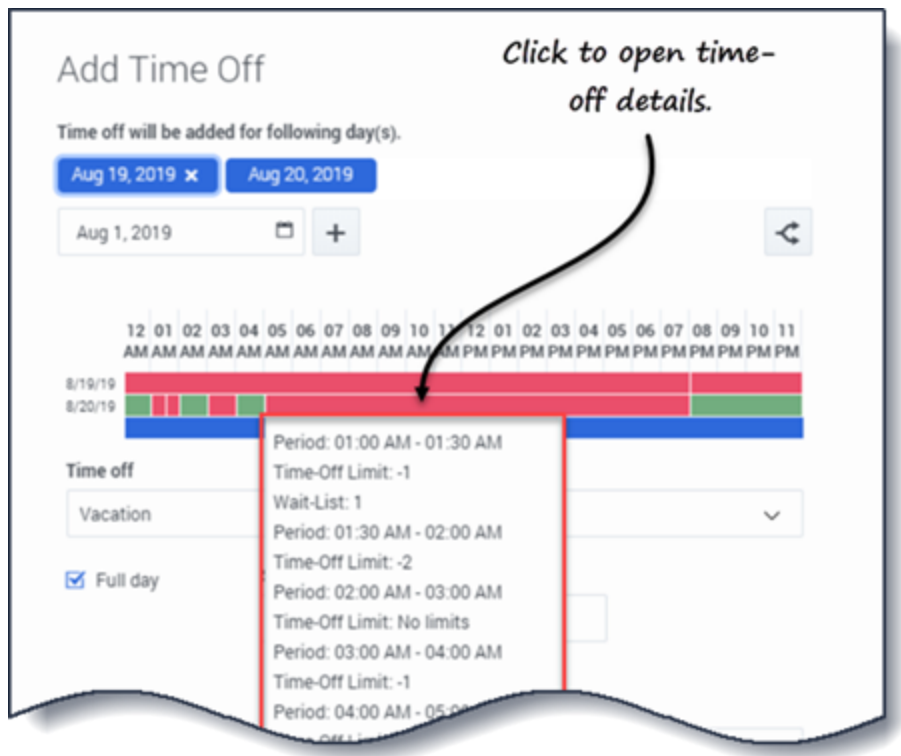 Add Time Off
Click to open time-
off details.
Time off will be added for following day(s).
Aug 19, 2019 × Aug 20, 2019
Aug 1, 2019 +
12 01 02 03 04 05 06 07 08 09 10 11 12 01 02 03 04 05 06 07 08 09 10 11
AM AM AM AM AM AM AM AM AM AM AM AM PM PM PM PM PM PM PM PM PM PM PM PM
8/19/19
8/20/19
Period: 01:00 AM - 01:30 AM
Time-Off Limit: -1
Wait-List: 1
Period: 01:30 AM - 02:00 AM
Time-Off Limit: -2
Period: 02:00 AM - 03:00 AM
Time-Off Limit: No limits
Period: 03:00 AM - 04:00 AM
Time-Off Limit: -1
Period: 04:00 AM - 05:
Time off
Vacation
Full day